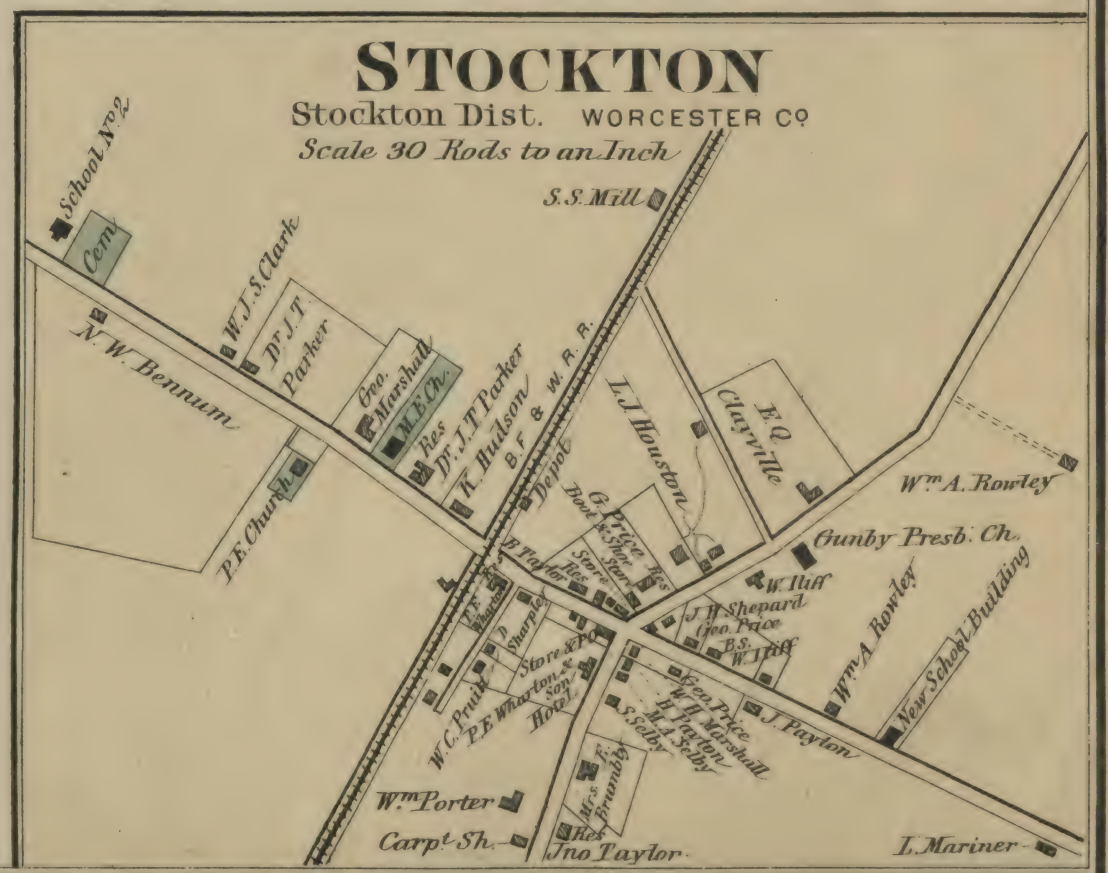 STOCKTON
Stockton Dist. WORCESTER Co
Scale 30 Rods to an Inch
School No. 2
Cem
S.S. Mill
W. J. S. Clark
Dr. J. T.
Parker
N. W. Bennum
Geo.
Marshall
M.E. Ch.
Res
Dr. J. T. Parker
K. Hudson
B. F. & W. R. R.
Depot
P.E. Church
L. J. Houston
E Q
Clayville
Wm A. Rowley
G. Price
Boot & Shoe
Store
Res
Store
Res
B Taylor
Gunby Presb. Ch.
W. Iliff
J. W. Shepard
Geo. Price
B.S.
W. Iliff
Wm A Rowley
New School Building
Res
P.E.
Wharton
D
Sharpley
Store & P.O
P.E Wharton &
Son
Hotel
W. C. Pruitt
Geo. Price
W. H. Marshall
H Payton
M. A. Selby
S. Selby
J. Payton
Mrs. F.
Brumbly
Wm Porter
Carpt. Sh.
Res
Jno Taylor
L. Mariner